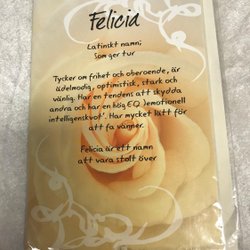 Felicia
Latinskt namn;
Som ger tur
Tycker om frihet och oberoende, är
ädelmodig, optimistisk, stark och
vänlig. Har en tendens att skydda
andra och har en hög EQ 'emotionell
intelligenskvot'. Har mycket lätt för
att få vänner.
Felicia är ett namn
att vara stolt över